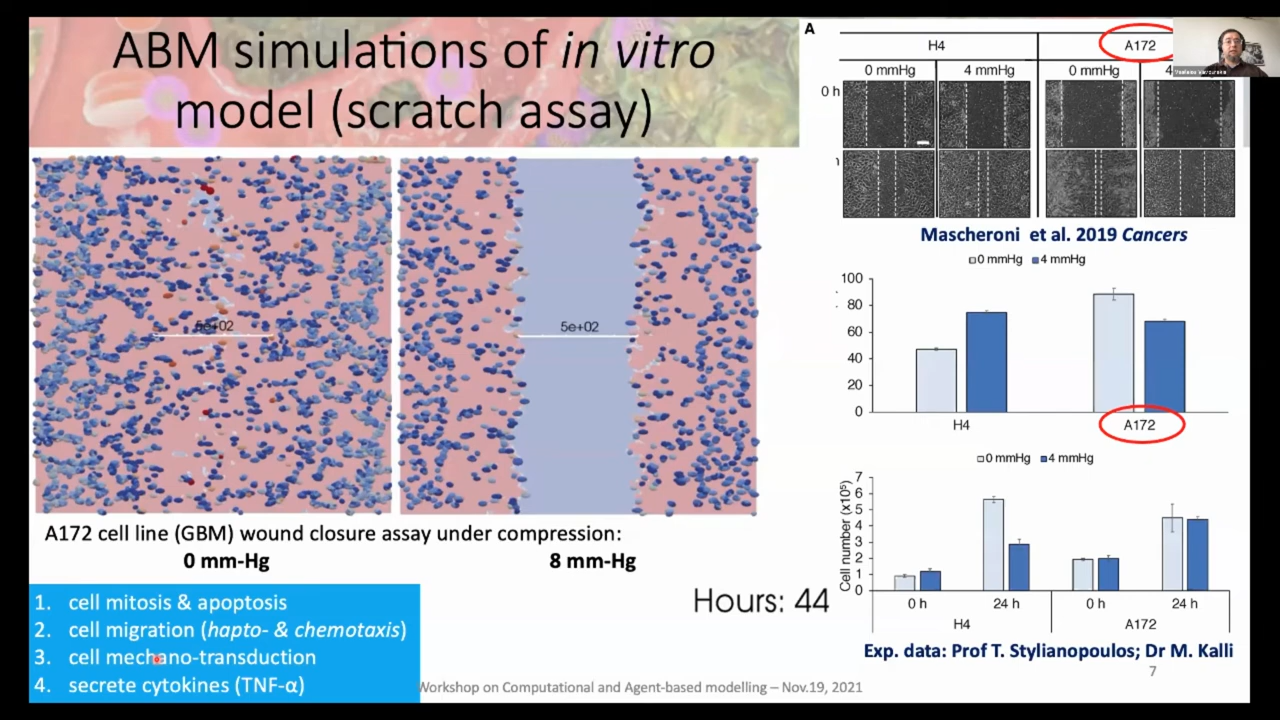 ABM simulations of in vitro
model (scratch assay)
5e+02
5e+02
A172 cell line (GBM) wound closure assay under compression:
0 mm-Hg
8 mm-Hg
1. cell mitosis & apoptosis
2. cell migration (hapto- & chemotaxis)
3. cell mechano-transduction
4. secrete cytokines (TNF-α)
Hours: 44
Workshop on Computational and Agent-based modelling – Nov.19, 2021
A
H4
A172
0 mmHg
4 mmHg
0 mmHg
4
0 h
Mascheroni et al. 2019 Cancers
0 mmHg
4 mmHg
100
80
60
40
20
0
H4
A172
0 mmHg
4 mmHg
Cell number (x10⁵)
7
6
5
4
3
2
1
0
0 h
24 h
0 h
24 h
H4
A172
Exp. data: Prof T. Stylianopoulos; Dr M. Kalli
7